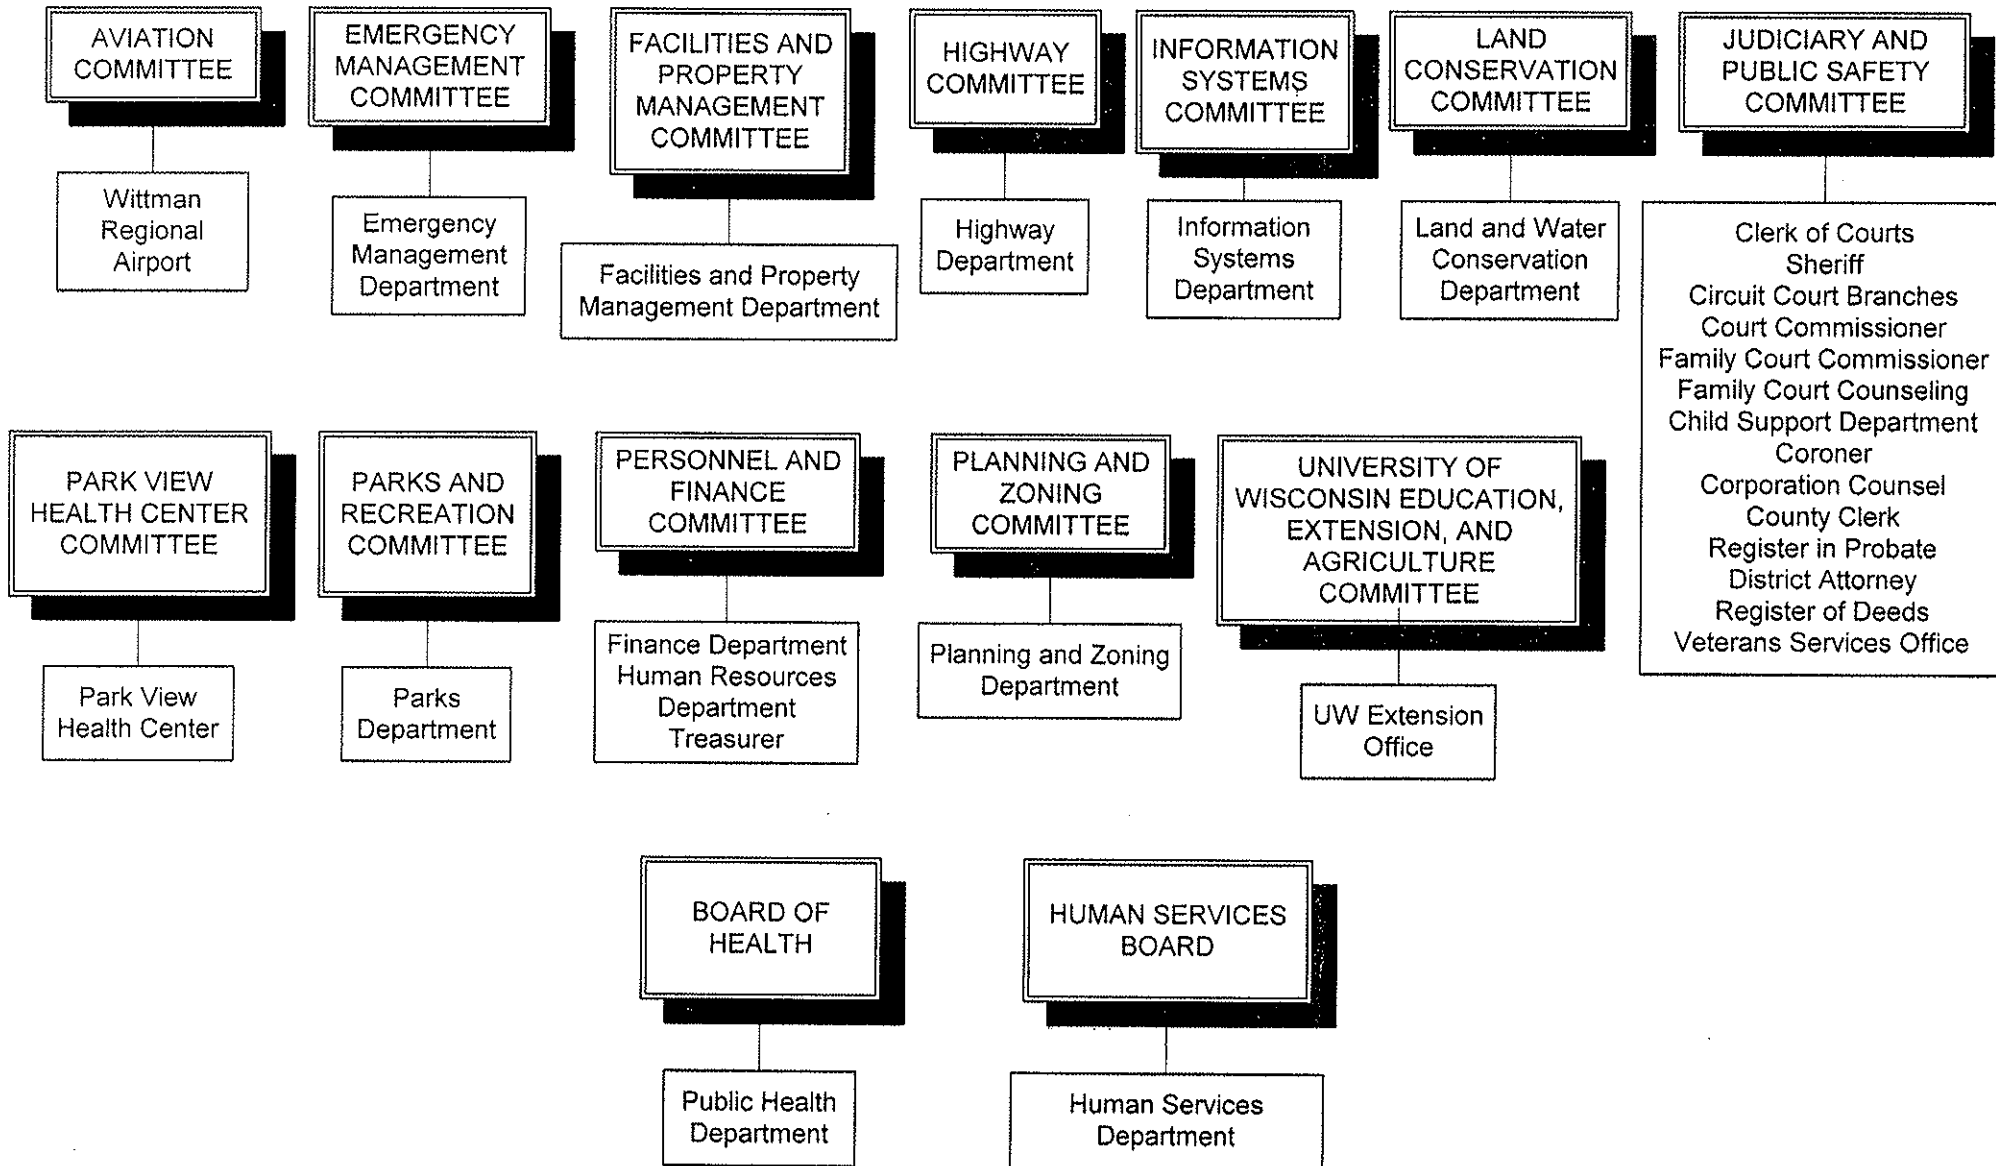 AVIATION
COMMITTEE
EMERGENCY
MANAGEMENT
COMMITTEE
FACILITIES AND
PROPERTY
MANAGEMENT
COMMITTEE
HIGHWAY
COMMITTEE
INFORMATION
SYSTEMS
COMMITTEE
LAND
CONSERVATION
COMMITTEE
JUDICIARY AND
PUBLIC SAFETY
COMMITTEE
Wittman
Regional
Airport
Emergency
Management
Department
Facilities and Property
Management Department
Highway
Department
Information
Systems
Department
Land and Water
Conservation
Department
Clerk of Courts
Sheriff
Circuit Court Branches
Court Commissioner
Family Court Commissioner
Family Court Counseling
Child Support Department
Coroner
Corporation Counsel
County Clerk
Register in Probate
District Attorney
Register of Deeds
Veterans Services Office
PARK VIEW
HEALTH CENTER
COMMITTEE
PARKS AND
RECREATION
COMMITTEE
PERSONNEL AND
FINANCE
COMMITTEE
PLANNING AND
ZONING
COMMITTEE
UNIVERSITY OF
WISCONSIN EDUCATION,
EXTENSION, AND
AGRICULTURE
COMMITTEE
Park View
Health Center
Parks
Department
Finance Department
Human Resources
Department
Treasurer
Planning and Zoning
Department
UW Extension
Office
BOARD OF
HEALTH
HUMAN SERVICES
BOARD
Public Health
Department
Human Services
Department